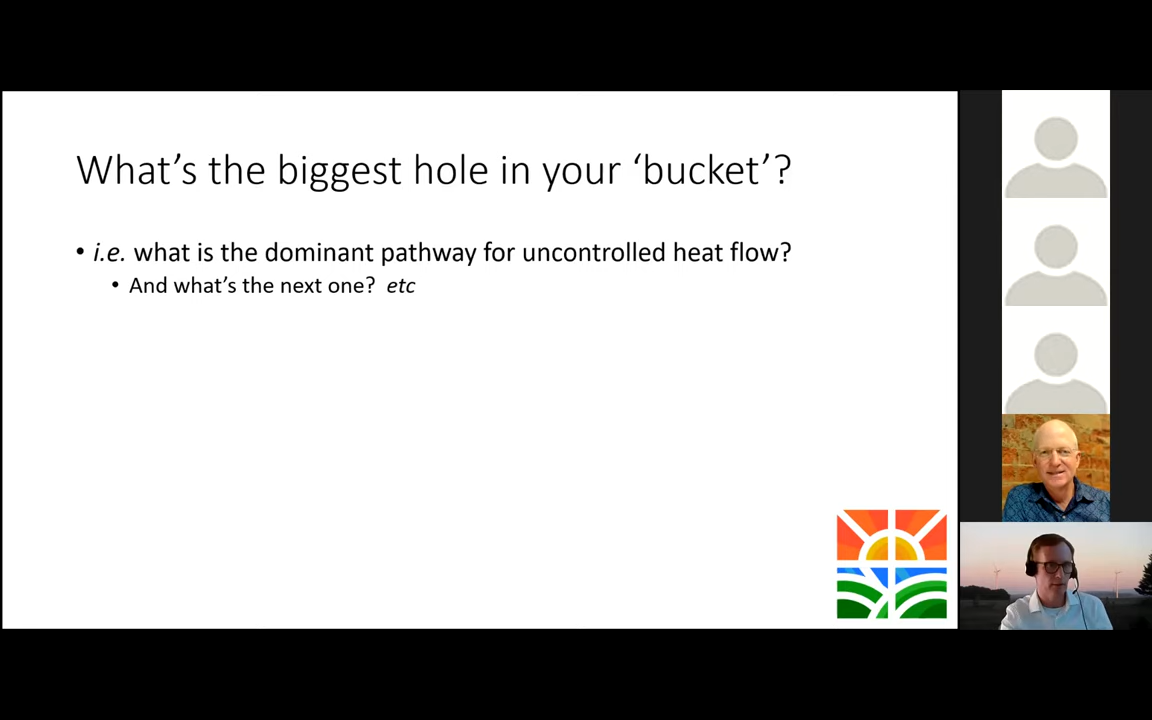 What’s the biggest hole in your ‘bucket’?
• i.e. what is the dominant pathway for uncontrolled heat flow?
• And what’s the next one? etc